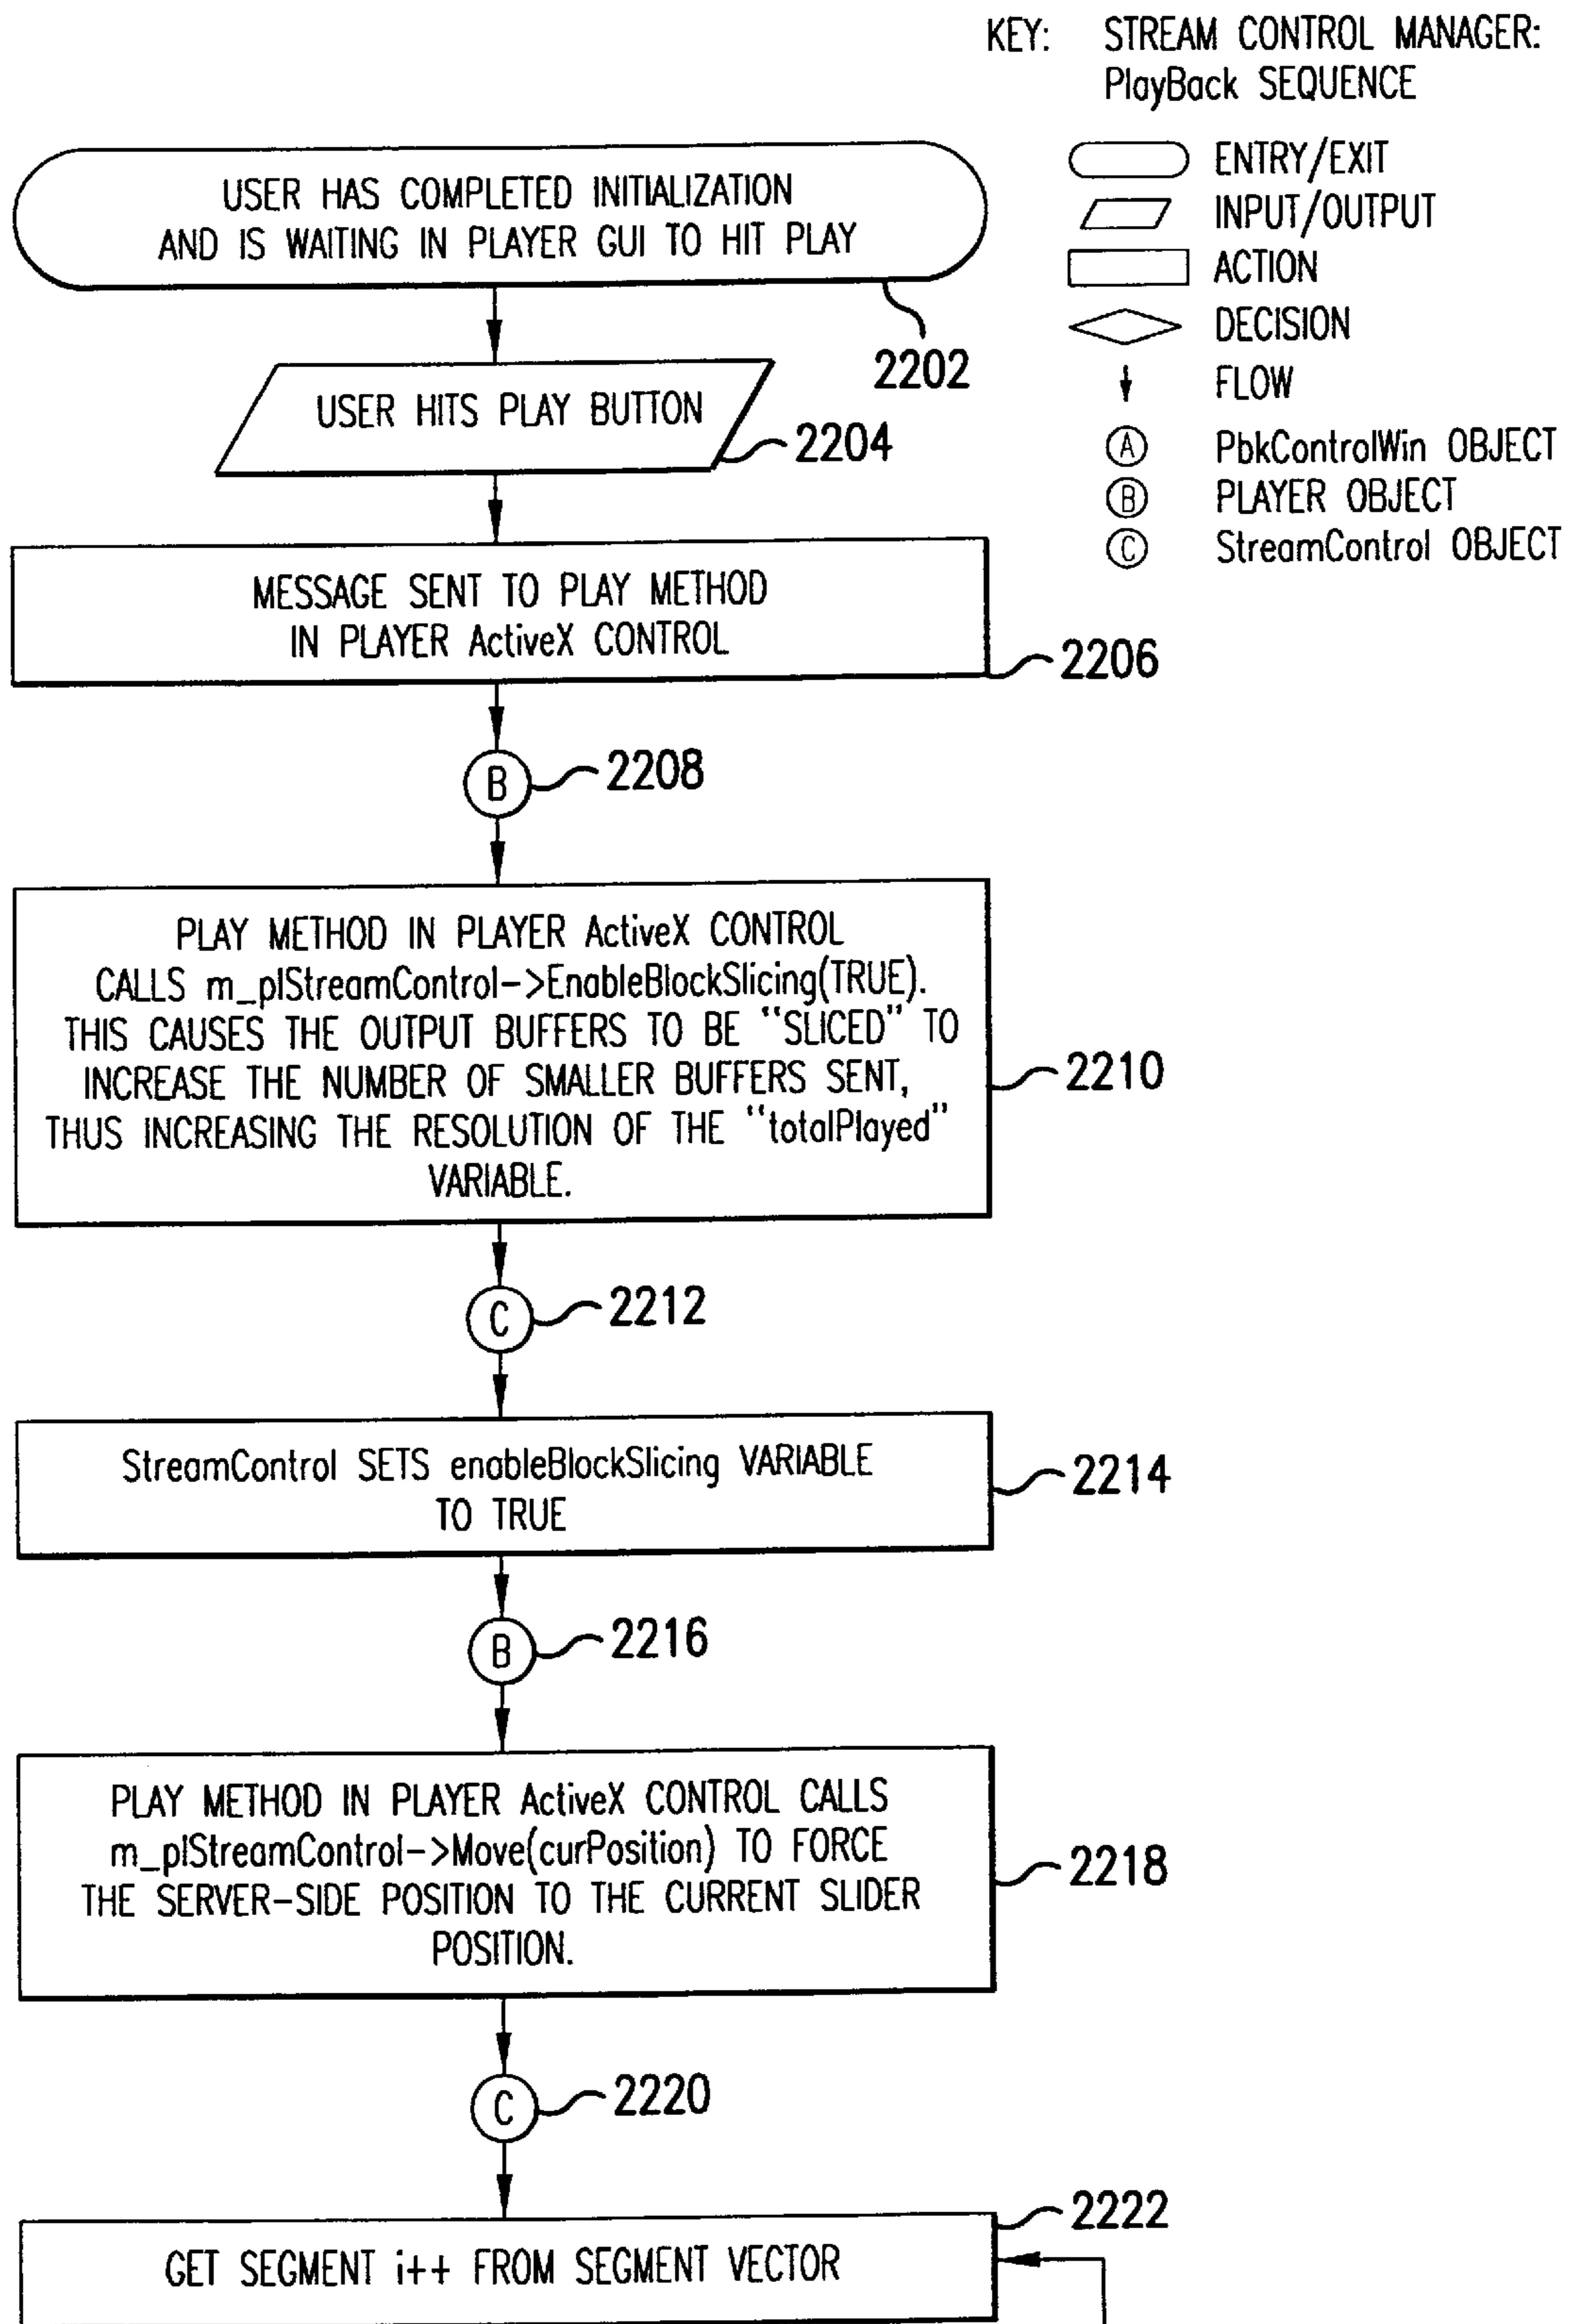 KEY: STREAM CONTROL MANAGER:
PlayBack SEQUENCE
ENTRY/EXIT
INPUT/OUTPUT
ACTION
DECISION
FLOW
A PbkControlWin OBJECT
B PLAYER OBJECT
C StreamControl OBJECT
USER HAS COMPLETED INITIALIZATION
AND IS WAITING IN PLAYER GUI TO HIT PLAY
2202
USER HITS PLAY BUTTON
2204
MESSAGE SENT TO PLAY METHOD
IN PLAYER ActiveX CONTROL
2206
B 2208
PLAY METHOD IN PLAYER ActiveX CONTROL
CALLS m_plStreamControl->EnableBlockSlicing(TRUE).
THIS CAUSES THE OUTPUT BUFFERS TO BE "SLICED" TO
INCREASE THE NUMBER OF SMALLER BUFFERS SENT,
THUS INCREASING THE RESOLUTION OF THE "totalPlayed"
VARIABLE.
2210
C 2212
StreamControl SETS enableBlockSlicing VARIABLE
TO TRUE
2214
B 2216
PLAY METHOD IN PLAYER ActiveX CONTROL CALLS
m_plStreamControl->Move(curPosition) TO FORCE
THE SERVER-SIDE POSITION TO THE CURRENT SLIDER
POSITION.
2218
C 2220
2222
GET SEGMENT i++ FROM SEGMENT VECTOR